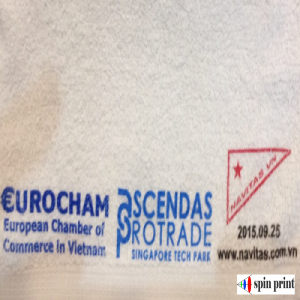 €UROCHAM
European Chamber of
Commerce in Vietnam
ASCENDAS
PROTRADE
SINGAPORE TECH PARK
NAVITAS VN
2015.09.25
www.navitas.com.vn
spin print